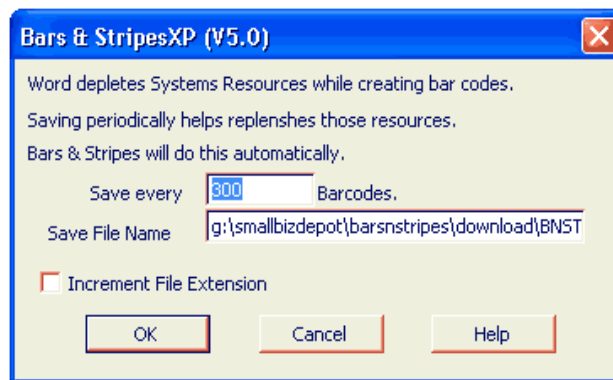 Bars & StripesXP (V5.0)
Word depletes Systems Resources while creating bar codes.
Saving periodically helps replenshes those resources.
Bars & Stripes will do this automatically.
Save every 300 Barcodes.
Save File Name g:\smallbizdepot\barsnstripes\download\BNST
Increment File Extension
OK Cancel Help